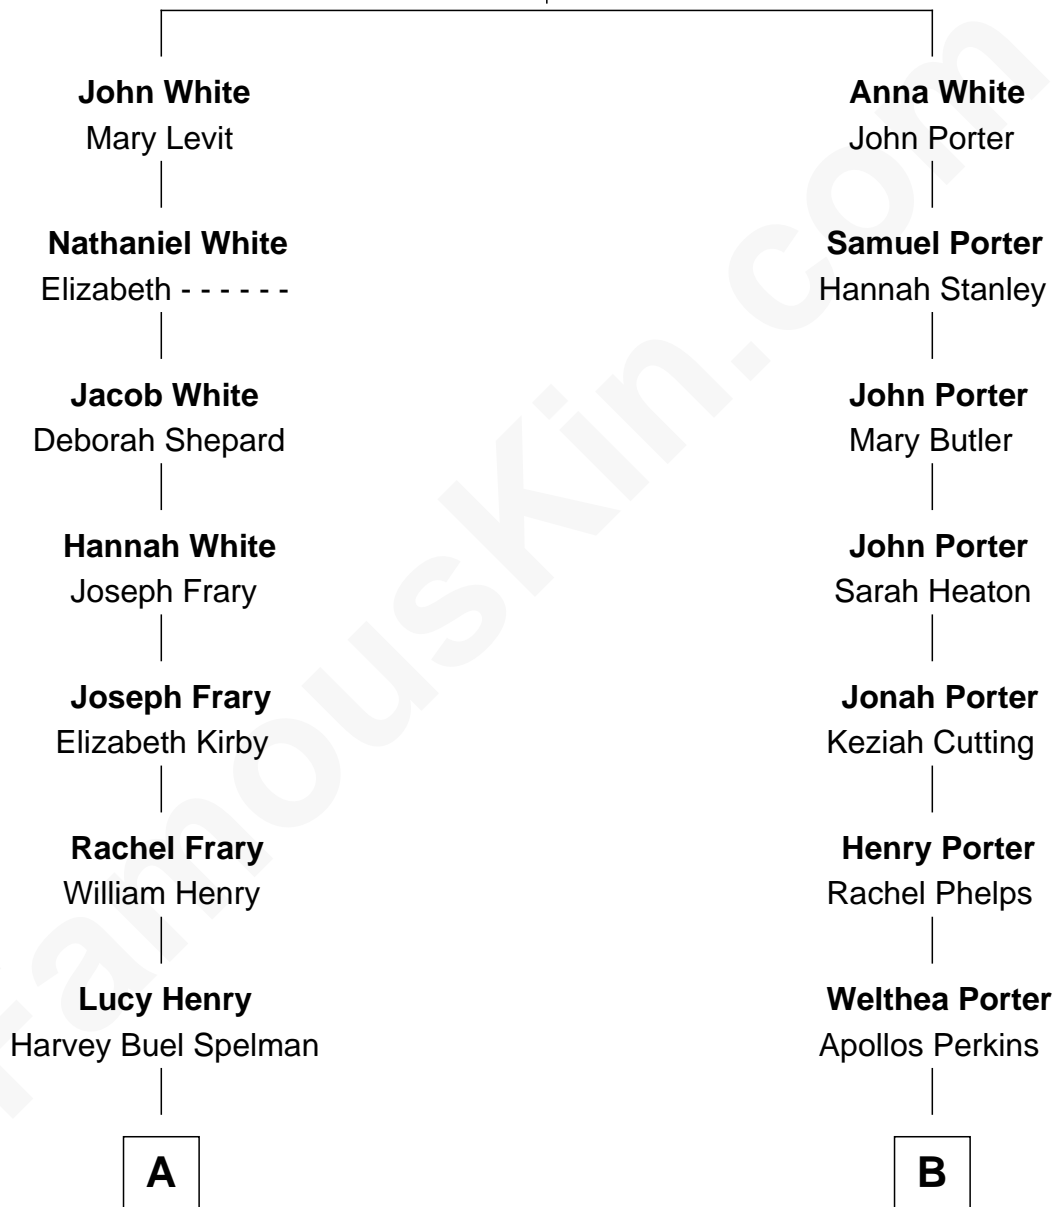 John White
Mary Levit
Nathaniel White
Elizabeth - - - - - -
Jacob White
Deborah Shepard
Hannah White
Joseph Frary
Joseph Frary
Elizabeth Kirby
Rachel Frary
William Henry
Lucy Henry
Harvey Buel Spelman
A
Anna White
John Porter
Samuel Porter
Hannah Stanley
John Porter
Mary Butler
John Porter
Sarah Heaton
Jonah Porter
Keziah Cutting
Henry Porter
Rachel Phelps
Welthea Porter
Apollos Perkins
B
FamousKin.com